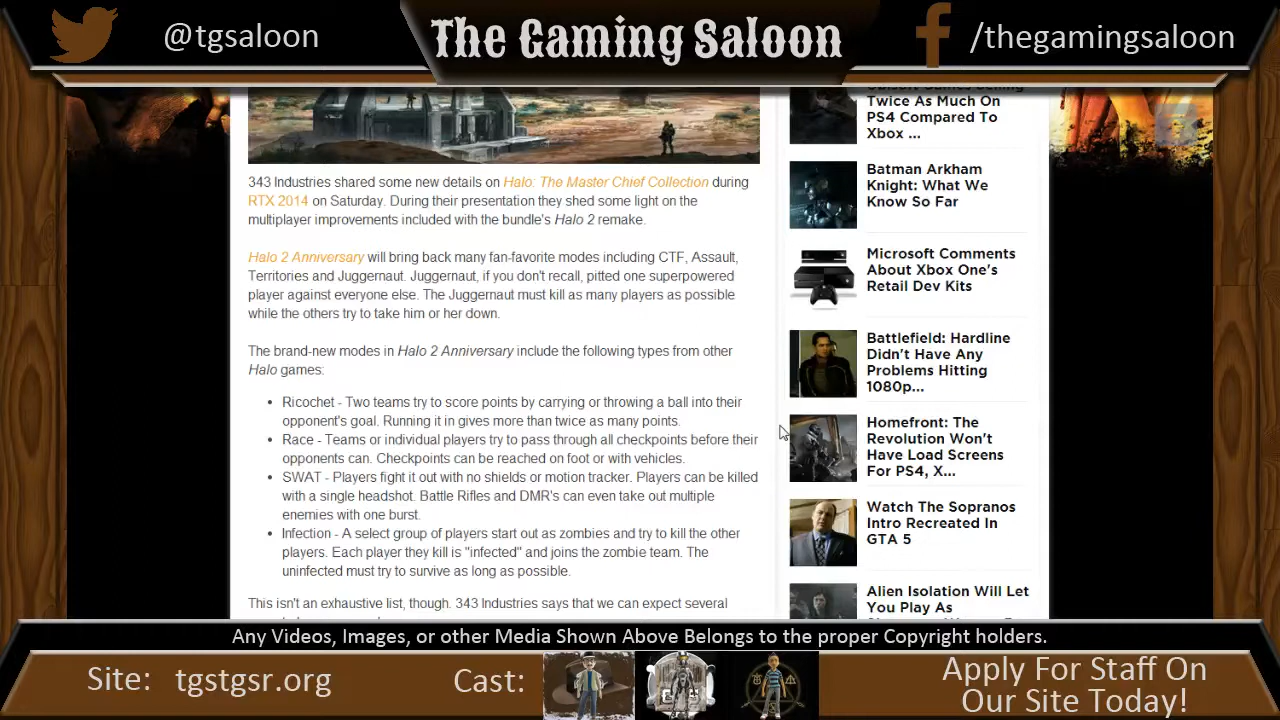 @tgsaloon
The Gaming Saloon
/thegamingsaloon
343 Industries shared some new details on Halo: The Master Chief Collection during
RTX 2014 on Saturday. During their presentation they shed some light on the
multiplayer improvements included with the bundle's Halo 2 remake.
Halo 2 Anniversary will bring back many fan-favorite modes including CTF, Assault,
Territories and Juggernaut. Juggernaut, if you don't recall, pitted one superpowered
player against everyone else. The Juggernaut must kill as many players as possible
while the others try to take him or her down.
The brand-new modes in Halo 2 Anniversary include the following types from other
Halo games:
• Ricochet - Two teams try to score points by carrying or throwing a ball into their
opponent's goal. Running it in gives more than twice as many points.
• Race - Teams or individual players try to pass through all checkpoints before their
opponents can. Checkpoints can be reached on foot or with vehicles.
• SWAT - Players fight it out with no shields or motion tracker. Players can be killed
with a single headshot. Battle Rifles and DMR's can even take out multiple
enemies with one burst.
• Infection - A select group of players start out as zombies and try to kill the other
players. Each player they kill is "infected" and joins the zombie team. The
uninfected must try to survive as long as possible.
This isn't an exhaustive list, though. 343 Industries says that we can expect several
Ubisoft Games Selling
Twice As Much On
PS4 Compared To
Xbox ...
Batman Arkham
Knight: What We
Know So Far
Microsoft Comments
About Xbox One's
Retail Dev Kits
Battlefield: Hardline
Didn't Have Any
Problems Hitting
1080p...
Homefront: The
Revolution Won't
Have Load Screens
For PS4, X...
Watch The Sopranos
Intro Recreated In
GTA 5
Alien Isolation Will Let
You Play As
Any Videos, Images, or other Media Shown Above Belongs to the proper Copyright holders.
Site: tgstgsr.org
Cast:
Apply For Staff On
Our Site Today!